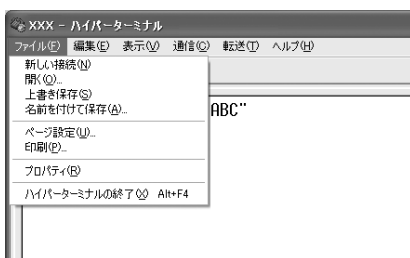 XXX - ハイパーターミナル
ファイル(F) 編集(E) 表示(V) 通信(C) 転送(T) ヘルプ(H)
新しい接続(N)
開く(O)...
上書き保存(S)
名前を付けて保存(A)...
ABC"
ページ設定(U)...
印刷(P)...
プロパティ(R)
ハイパーターミナルの終了(X) Alt+F4